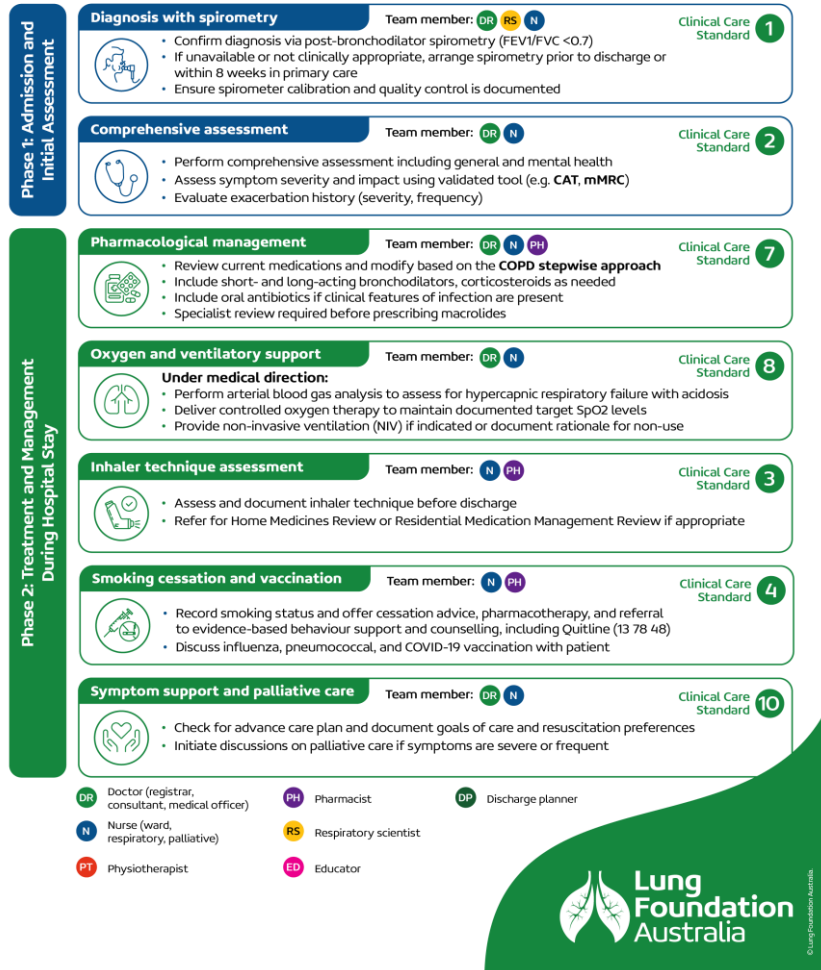 Phase 1: Admission and
Initial Assessment
Diagnosis with spirometry
Team member: DR RS N
Clinical Care
Standard 1
• Confirm diagnosis via post-bronchodilator spirometry (FEV1/FVC <0.7)
• If unavailable or not clinically appropriate, arrange spirometry prior to discharge or
within 8 weeks in primary care
• Ensure spirometer calibration and quality control is documented
Comprehensive assessment
Team member: DR N
Clinical Care
Standard 2
• Perform comprehensive assessment including general and mental health
• Assess symptom severity and impact using validated tool (e.g. CAT, mMRC)
• Evaluate exacerbation history (severity, frequency)
Phase 2: Treatment and Management
During Hospital Stay
Pharmacological management
Team member: DR N PH
Clinical Care
Standard 7
• Review current medications and modify based on the COPD stepwise approach
• Include short- and long-acting bronchodilators, corticosteroids as needed
• Include oral antibiotics if clinical features of infection are present
• Specialist review required before prescribing macrolides
Oxygen and ventilatory support
Team member: DR N
Clinical Care
Standard 8
Under medical direction:
• Perform arterial blood gas analysis to assess for hypercapnic respiratory failure with acidosis
• Deliver controlled oxygen therapy to maintain documented target SpO2 levels
• Provide non-invasive ventilation (NIV) if indicated or document rationale for non-use
Inhaler technique assessment
Team member: N PH
Clinical Care
Standard 3
• Assess and document inhaler technique before discharge
• Refer for Home Medicines Review or Residential Medication Management Review if appropriate
Smoking cessation and vaccination
Team member: N PH
Clinical Care
Standard 4
• Record smoking status and offer cessation advice, pharmacotherapy, and referral
to evidence-based behaviour support and counselling, including Quitline (13 78 48)
• Discuss influenza, pneumococcal, and COVID-19 vaccination with patient
Symptom support and palliative care
Team member: DR N
Clinical Care
Standard 10
• Check for advance care plan and document goals of care and resuscitation preferences
• Initiate discussions on palliative care if symptoms are severe or frequent
DR Doctor (registrar,
consultant, medical officer)
PH Pharmacist
DP Discharge planner
N Nurse (ward,
respiratory, palliative)
RS Respiratory scientist
PT Physiotherapist
ED Educator
Lung
Foundation
Australia
© Lung Foundation Australia.